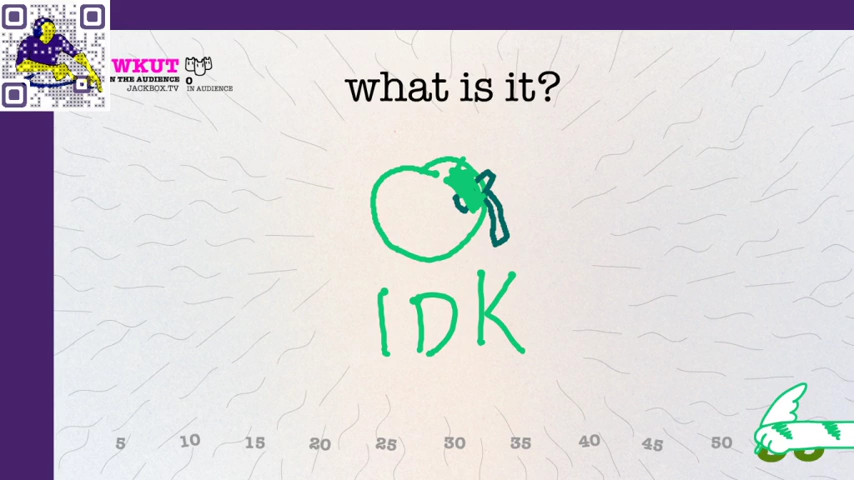 WKUT
N THE AUDIENCE
JACKBOX.TV
0
IN AUDIENCE
what is it?
IDK
5 10 15 20 25 30 35 40 45 50